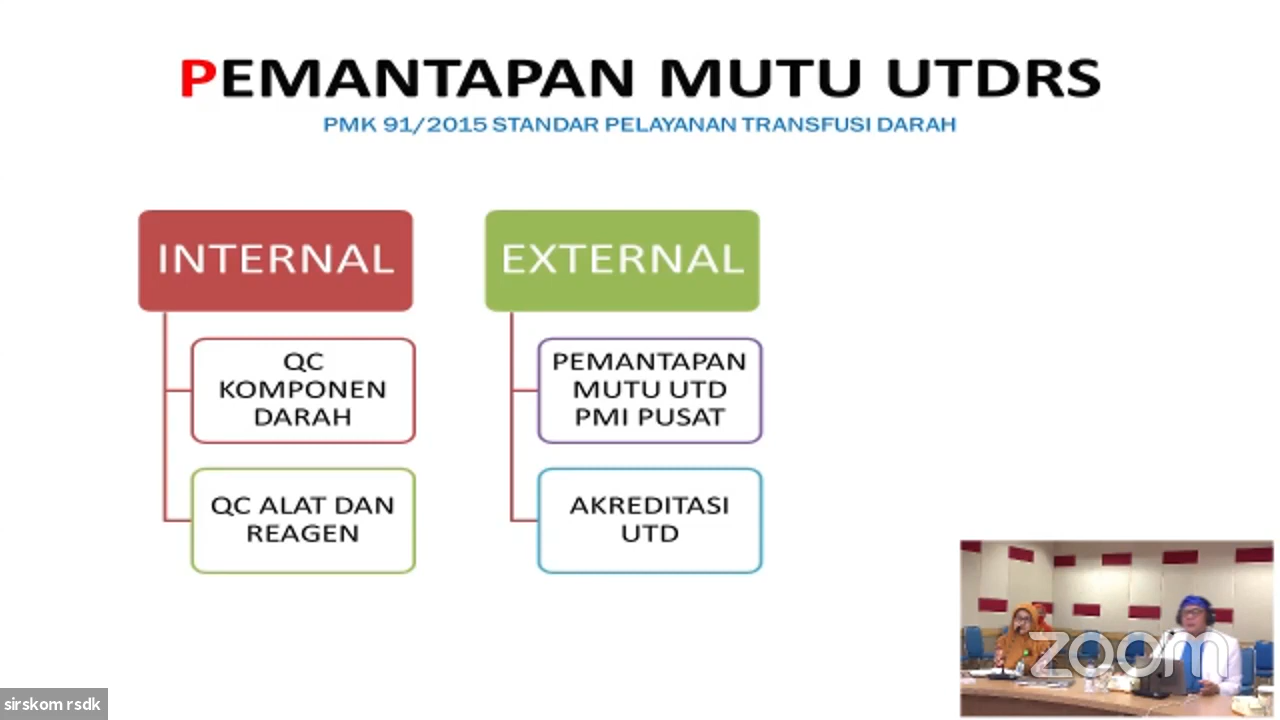 PEMANTAPAN MUTU UTDRS
PMK 91/2015 STANDAR PELAYANAN TRANSFUSI DARAH
INTERNAL
QC
KOMPONEN
DARAH
QC ALAT DAN
REAGEN
EXTERNAL
PEMANTAPAN
MUTU UTD
PMI PUSAT
AKREDITASI
UTD
zoom
sirskom rsdk